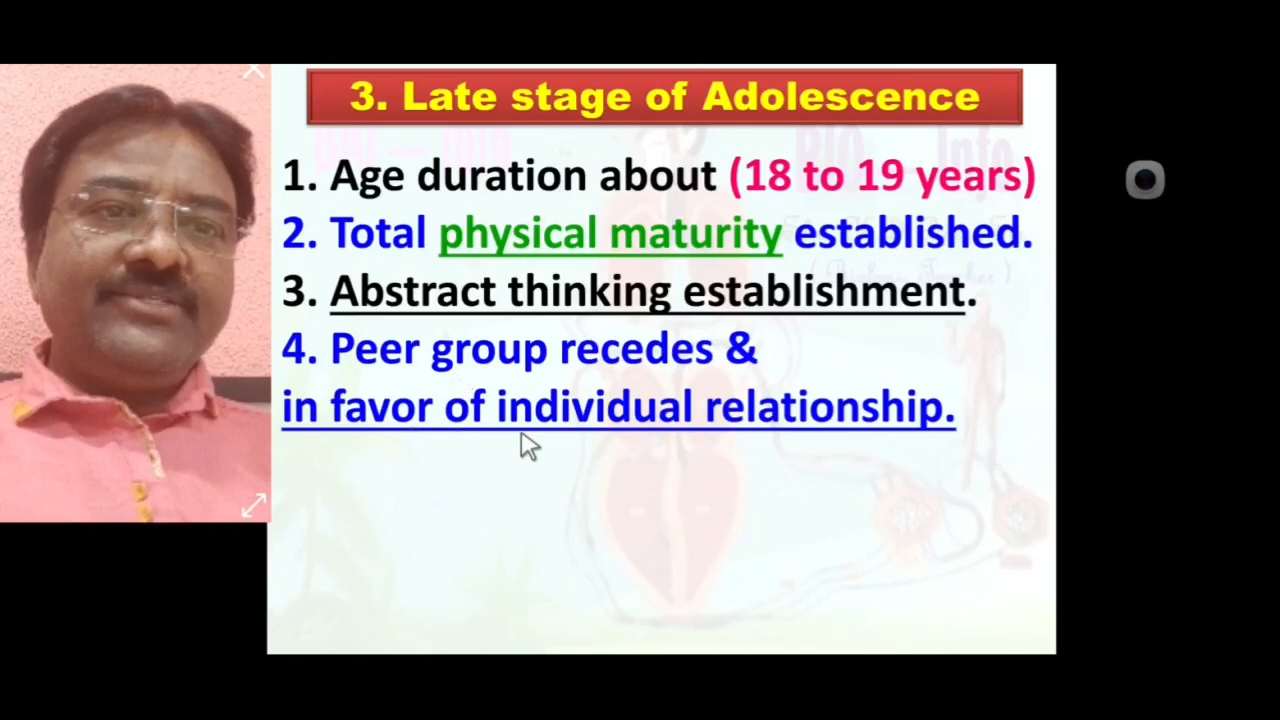 3. Late stage of Adolescence
1. Age duration about (18 to 19 years)
2. Total physical maturity established.
3. Abstract thinking establishment.
4. Peer group recedes &
in favor of individual relationship.